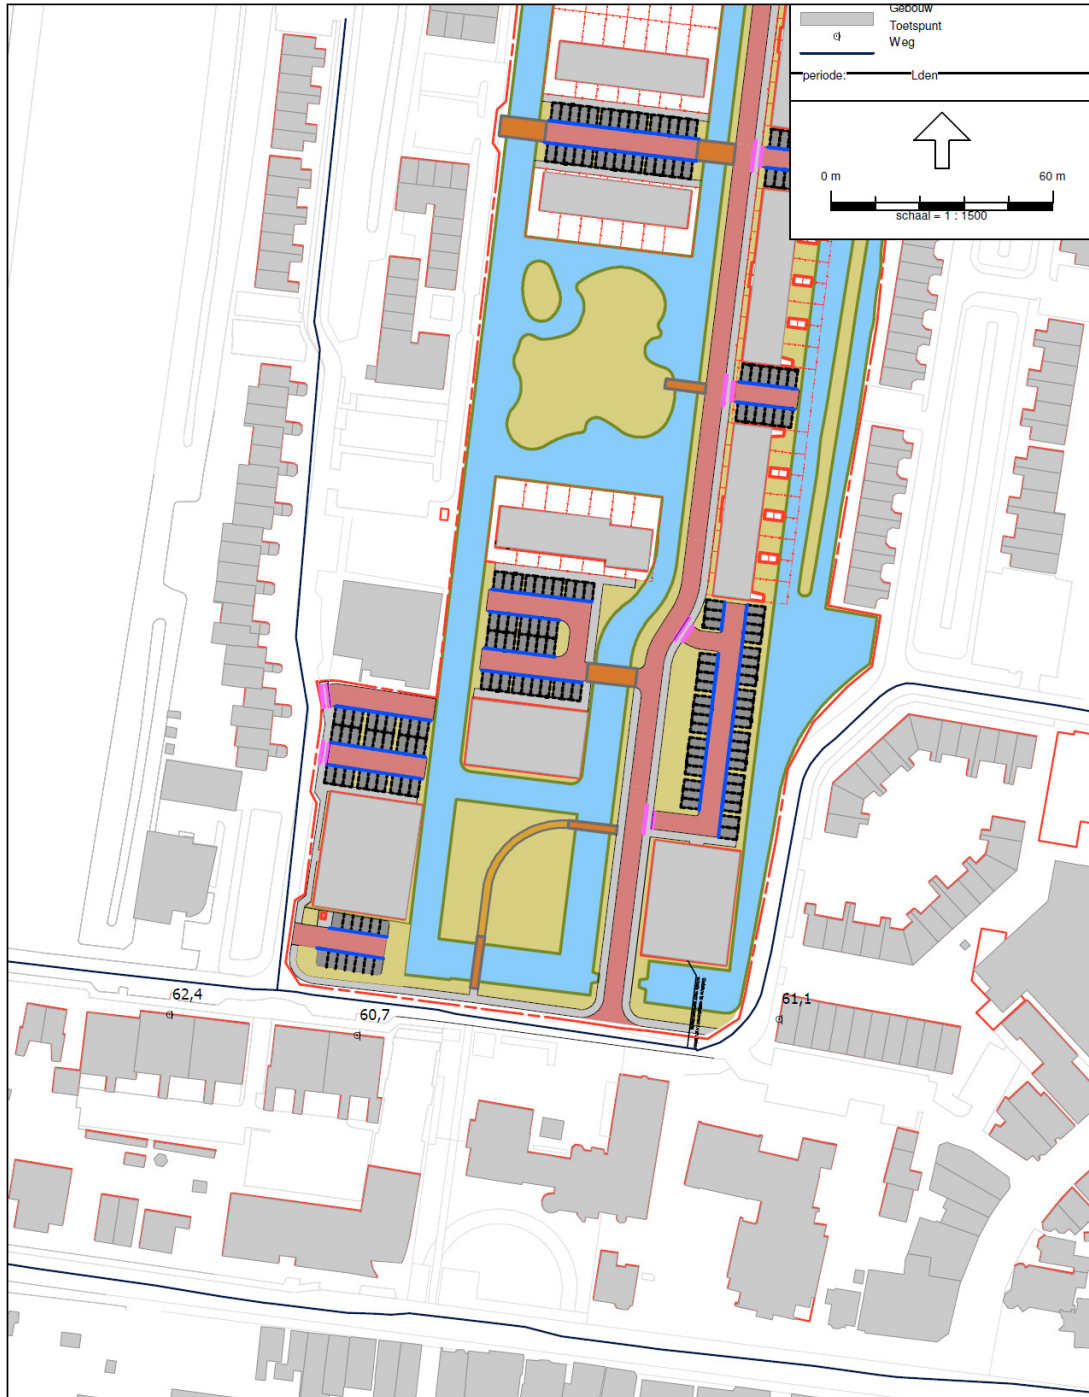 Gebouw
Toetspunt
Weg
periode: Lden
0 m 60 m
schaal = 1 : 1500
62,4
60,7
61,1